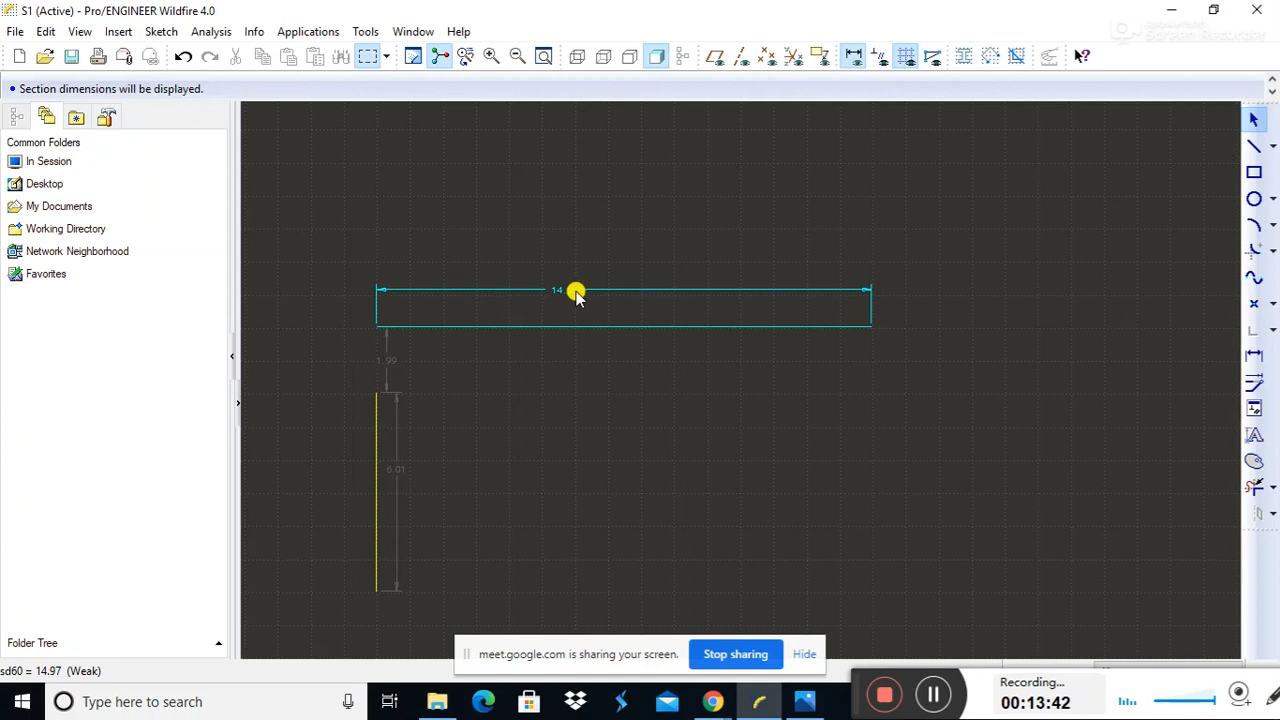 S1 (Active) - Pro/ENGINEER Wildfire 4.0
File Edit View Insert Sketch Analysis Info Applications Tools Window Help
Screen Recorder
• Section dimensions will be displayed.
Common Folders
In Session
Desktop
My Documents
Working Directory
Network Neighborhood
Favorites
14
1.99
6.01
Folder Tree
meet.google.com is sharing your screen. Stop sharing Hide
sd60 = 14.97 (Weak)
Type here to search
Recording...
00:13:42